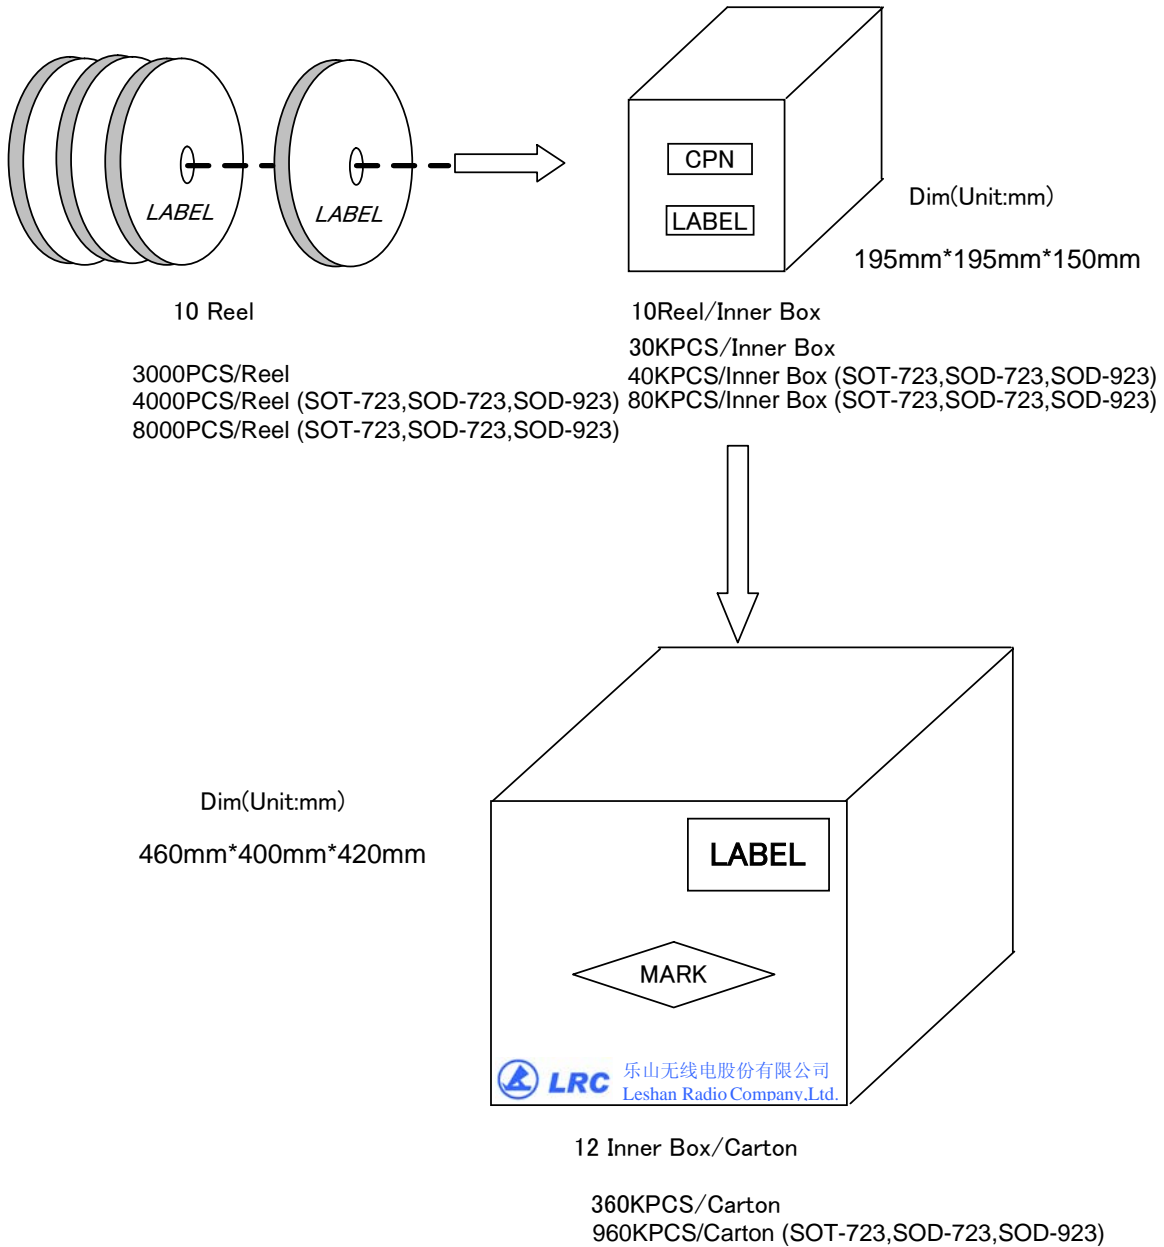 LABEL
LABEL
CPN
LABEL
Dim(Unit:mm)
195mm*195mm*150mm
10 Reel
3000PCS/Reel
4000PCS/Reel (SOT-723,SOD-723,SOD-923)
8000PCS/Reel (SOT-723,SOD-723,SOD-923)
10Reel/Inner Box
30KPCS/Inner Box
40KPCS/Inner Box (SOT-723,SOD-723,SOD-923)
80KPCS/Inner Box (SOT-723,SOD-723,SOD-923)
Dim(Unit:mm)
460mm*400mm*420mm
LABEL
MARK
LRC
乐山无线电股份有限公司
Leshan Radio Company,Ltd.
12 Inner Box/Carton
360KPCS/Carton
960KPCS/Carton (SOT-723,SOD-723,SOD-923)